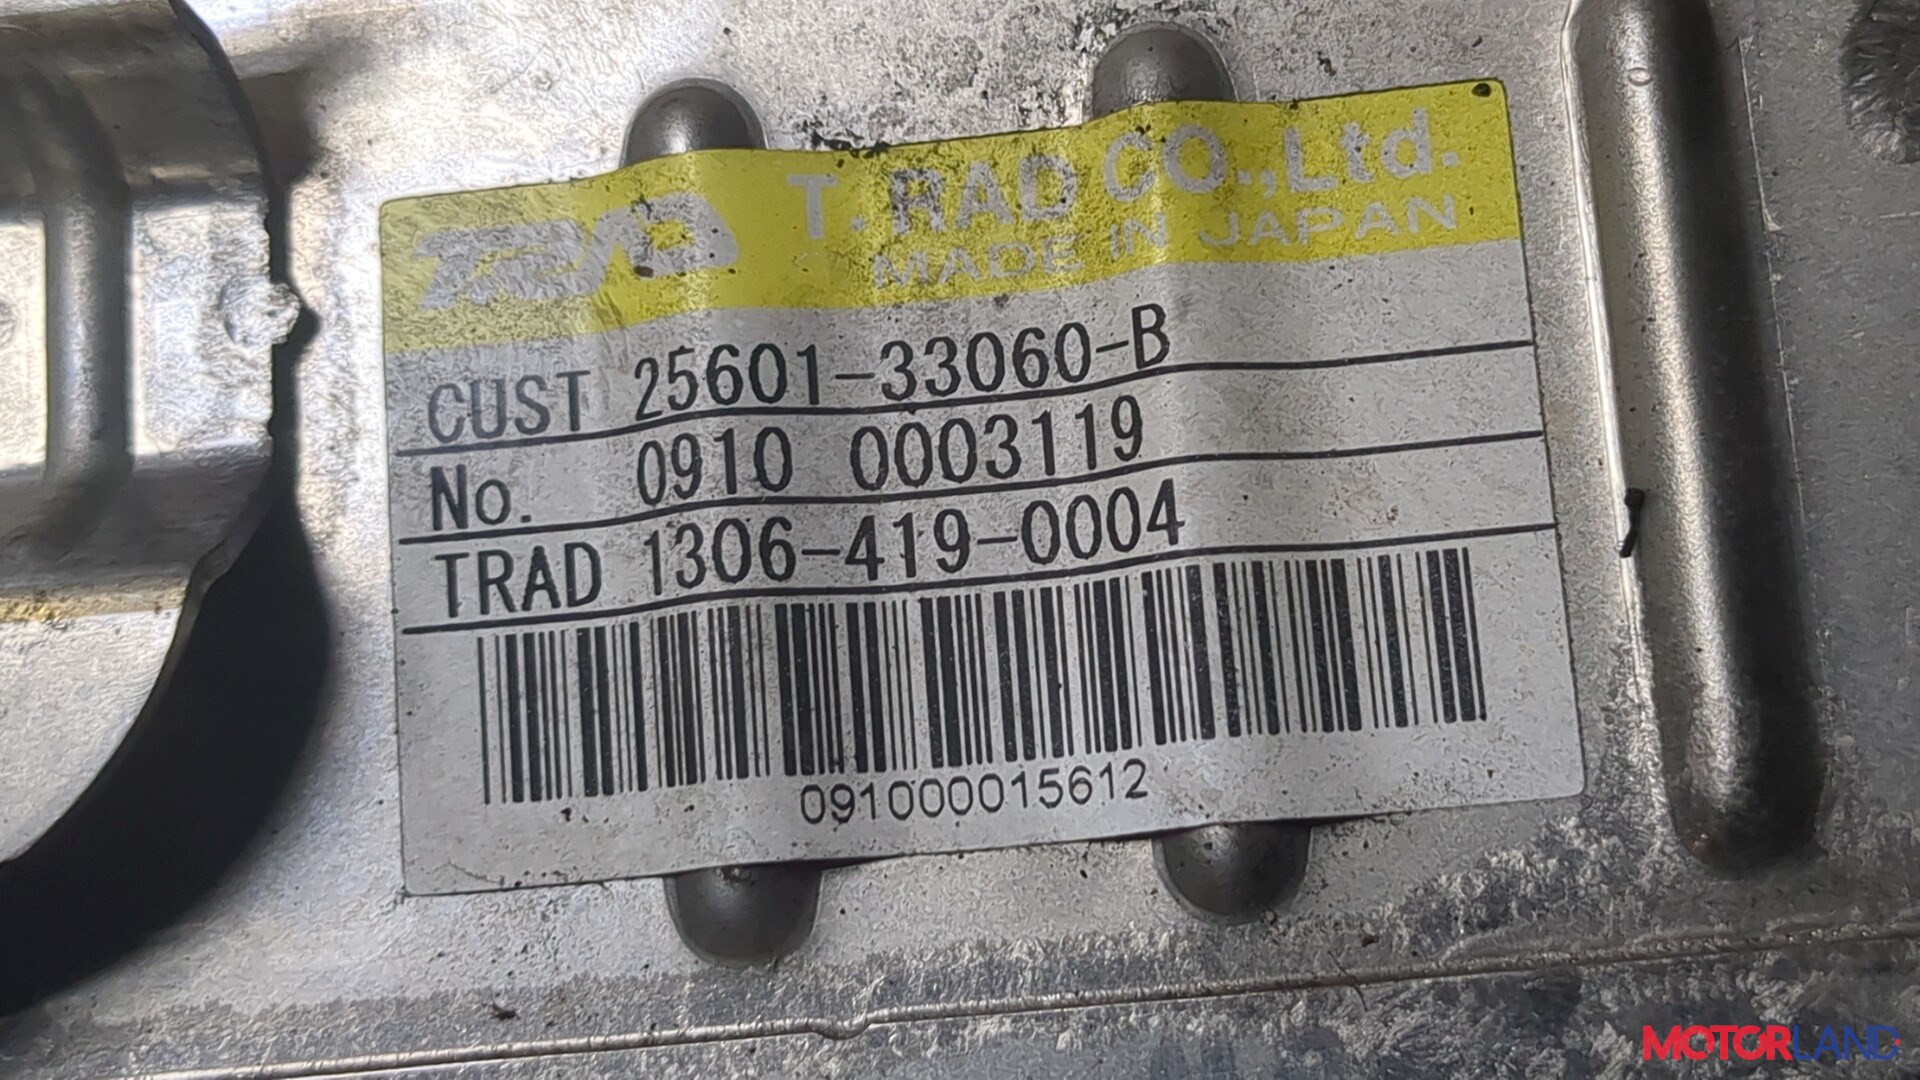 TRAD T.RAD CO.,Ltd.
MADE IN JAPAN
CUST 25601-33060-B
No. 0910 0003119
TRAD 1306-419-0004
091000015612
MOTORLAND